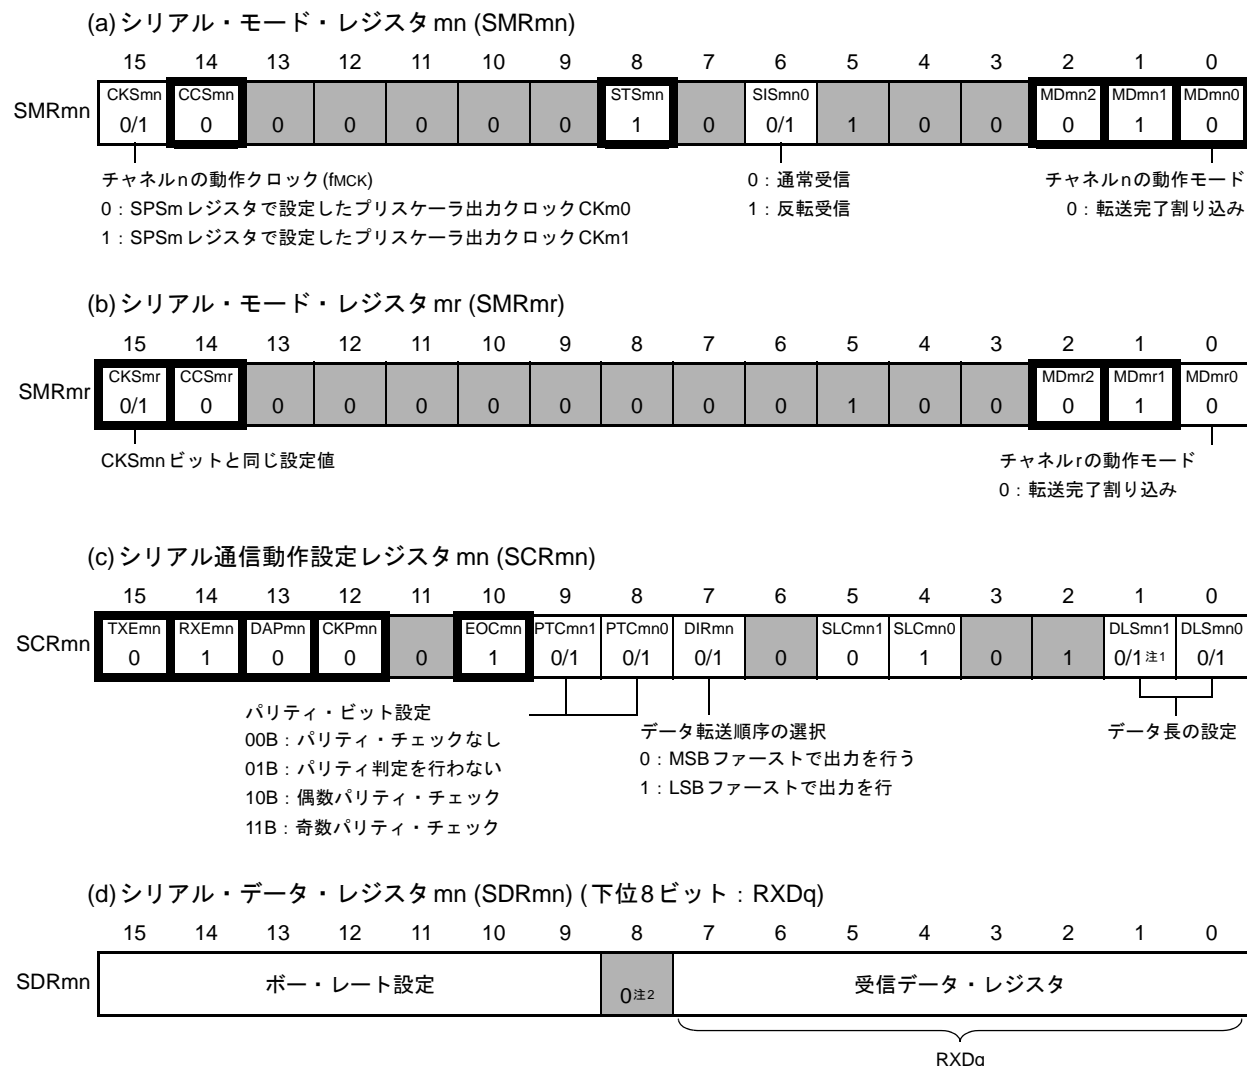 (a) シリアル・モード・レジスタmn (SMRmn)
15 14 13 12 11 10 9 8 7 6 5 4 3 2 1 0
CKSmn CCSmn STSmn SISmn0 MDmn2 MDmn1 MDmn0
SMRmn 0/1 0 0 0 0 0 0 1 0 0/1 1 0 0 0 1 0
チャネルnの動作クロック (fMCK)
0：SPSmレジスタで設定したプリスケーラ出力クロックCKm0
1：SPSmレジスタで設定したプリスケーラ出力クロックCKm1
0：通常受信
1：反転受信
チャネルnの動作モード
0：転送完了割り込み
(b) シリアル・モード・レジスタmr (SMRmr)
15 14 13 12 11 10 9 8 7 6 5 4 3 2 1 0
CKSmr CCSmr MDmr2 MDmr1 MDmr0
SMRmr 0/1 0 0 0 0 0 0 0 0 0 1 0 0 0 1 0
CKSmnビットと同じ設定値
チャネルrの動作モード
0：転送完了割り込み
(c) シリアル通信動作設定レジスタmn (SCRmn)
15 14 13 12 11 10 9 8 7 6 5 4 3 2 1 0
TXEmn RXEmn DAPmn CKPmn EOCmn PTCmn1 PTCmn0 DIRmn SLCmn1 SLCmn0 DLSmn1 DLSmn0
SCRmn 0 1 0 0 0 1 0/1 0/1 0/1 0 0 1 0 1 0/1注1 0/1
パリティ・ビット設定
00B：パリティ・チェックなし
01B：パリティ判定を行わない
10B：偶数パリティ・チェック
11B：奇数パリティ・チェック
データ転送順序の選択
0：MSBファーストで出力を行う
1：LSBファーストで出力を行
データ長の設定
(d) シリアル・データ・レジスタmn (SDRmn) (下位8ビット：RXDq)
15 14 13 12 11 10 9 8 7 6 5 4 3 2 1 0
SDRmn ボー・レート設定 0注2 受信データ・レジスタ
RXDq